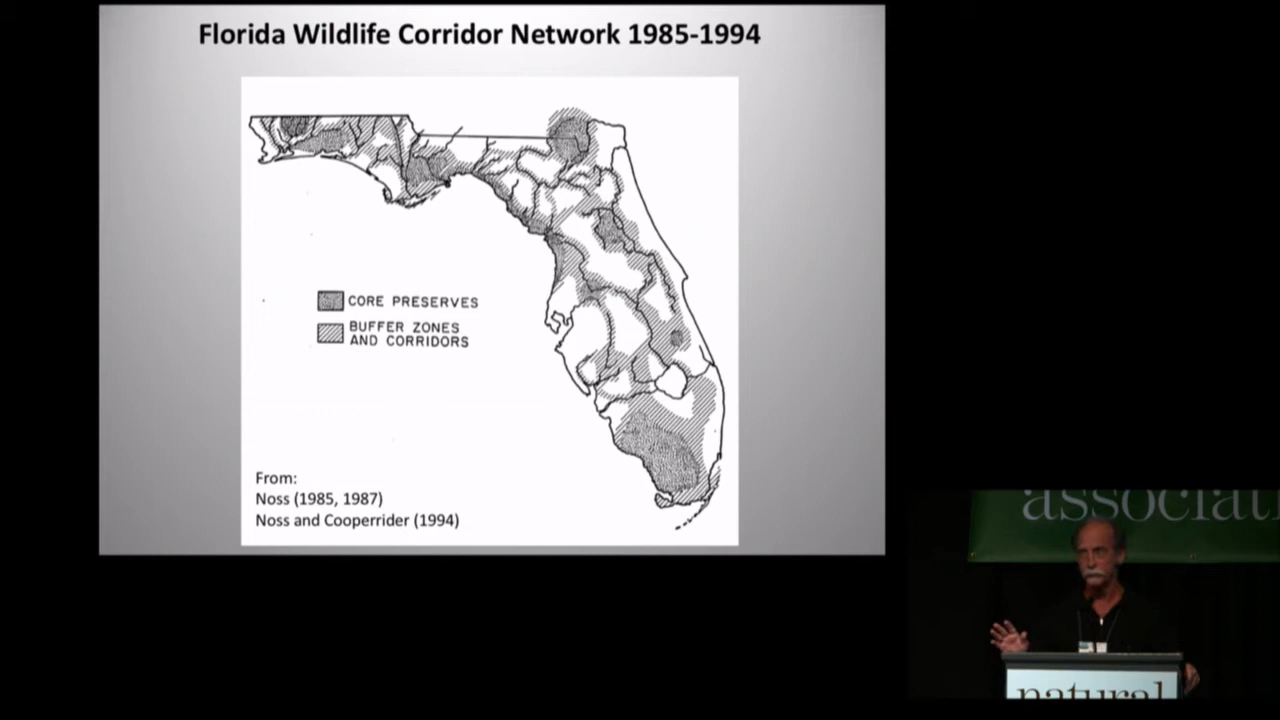 Florida Wildlife Corridor Network 1985-1994
CORE PRESERVES
BUFFER ZONES
AND CORRIDORS
From:
Noss (1985, 1987)
Noss and Cooperrider (1994)
associati
natural